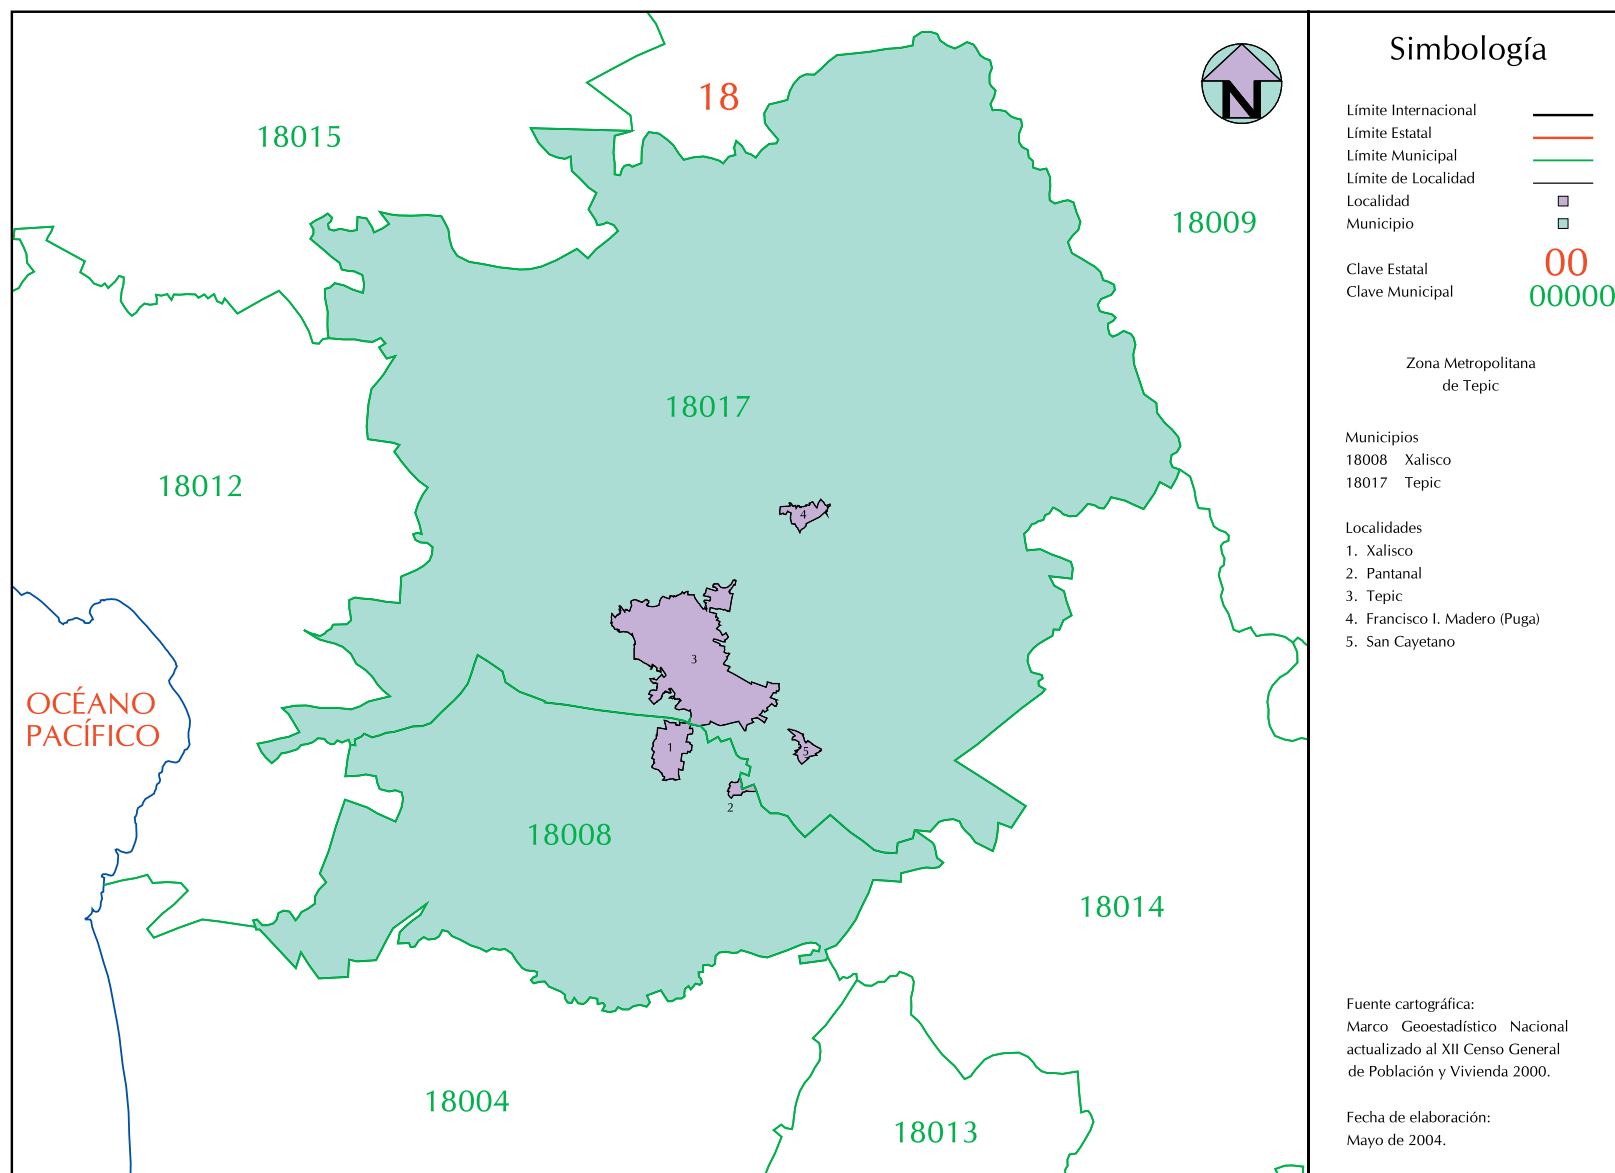 18
18015
18009
18017
18012
4
3
OCÉANO
PACÍFICO
1
5
2
18008
18014
18004
18013
N
Simbología
Límite Internacional
Límite Estatal
Límite Municipal
Límite de Localidad
Localidad
Municipio
Clave Estatal 00
Clave Municipal 00000
Zona Metropolitana
de Tepic
Municipios
18008 Xalisco
18017 Tepic
Localidades
1. Xalisco
2. Pantanal
3. Tepic
4. Francisco I. Madero (Puga)
5. San Cayetano
Fuente cartográfica:
Marco Geoestadístico Nacional
actualizado al XII Censo General
de Población y Vivienda 2000.
Fecha de elaboración:
Mayo de 2004.